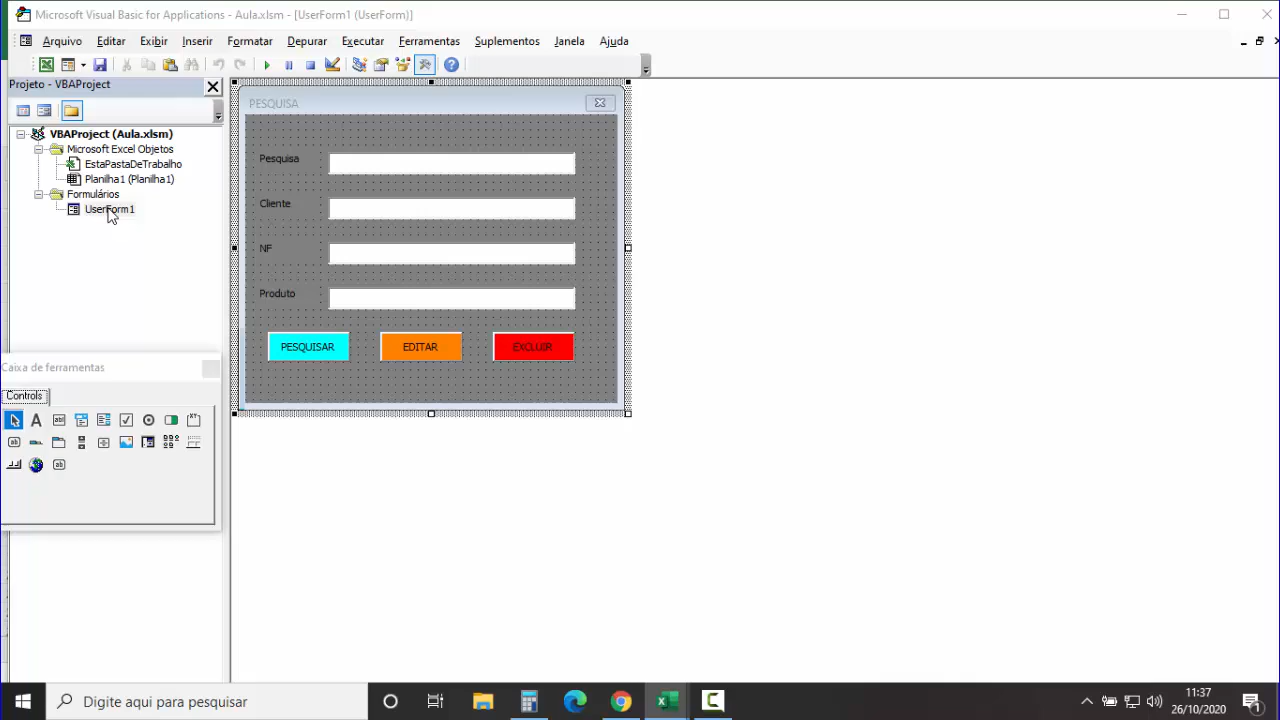 Microsoft Visual Basic for Applications - Aula.xlsm - [UserForm1 (UserForm)]
Arquivo Editar Exibir Inserir Formatar Depurar Executar Ferramentas Suplementos Janela Ajuda
Projeto - VBAProject
VBAProject (Aula.xlsm)
Microsoft Excel Objetos
EstaPastaDeTrabalho
Planilha1 (Planilha1)
Formulários
UserForm1
PESQUISA
Pesquisa
Cliente
NF
Produto
PESQUISAR EDITAR EXCLUIR
Caixa de ferramentas
Controls
Digite aqui para pesquisar
11:37
26/10/2020